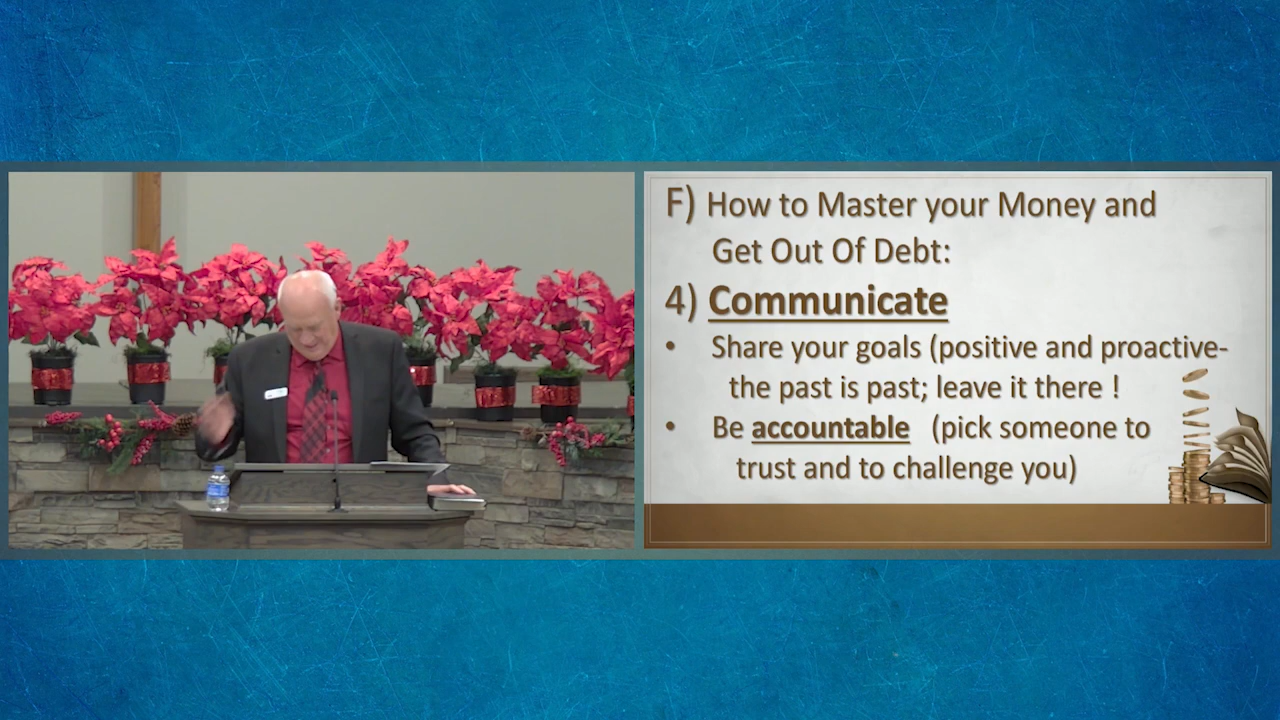 F) How to Master your Money and
Get Out Of Debt:
4) Communicate
• Share your goals (positive and proactive-
the past is past; leave it there !
• Be accountable (pick someone to
trust and to challenge you)